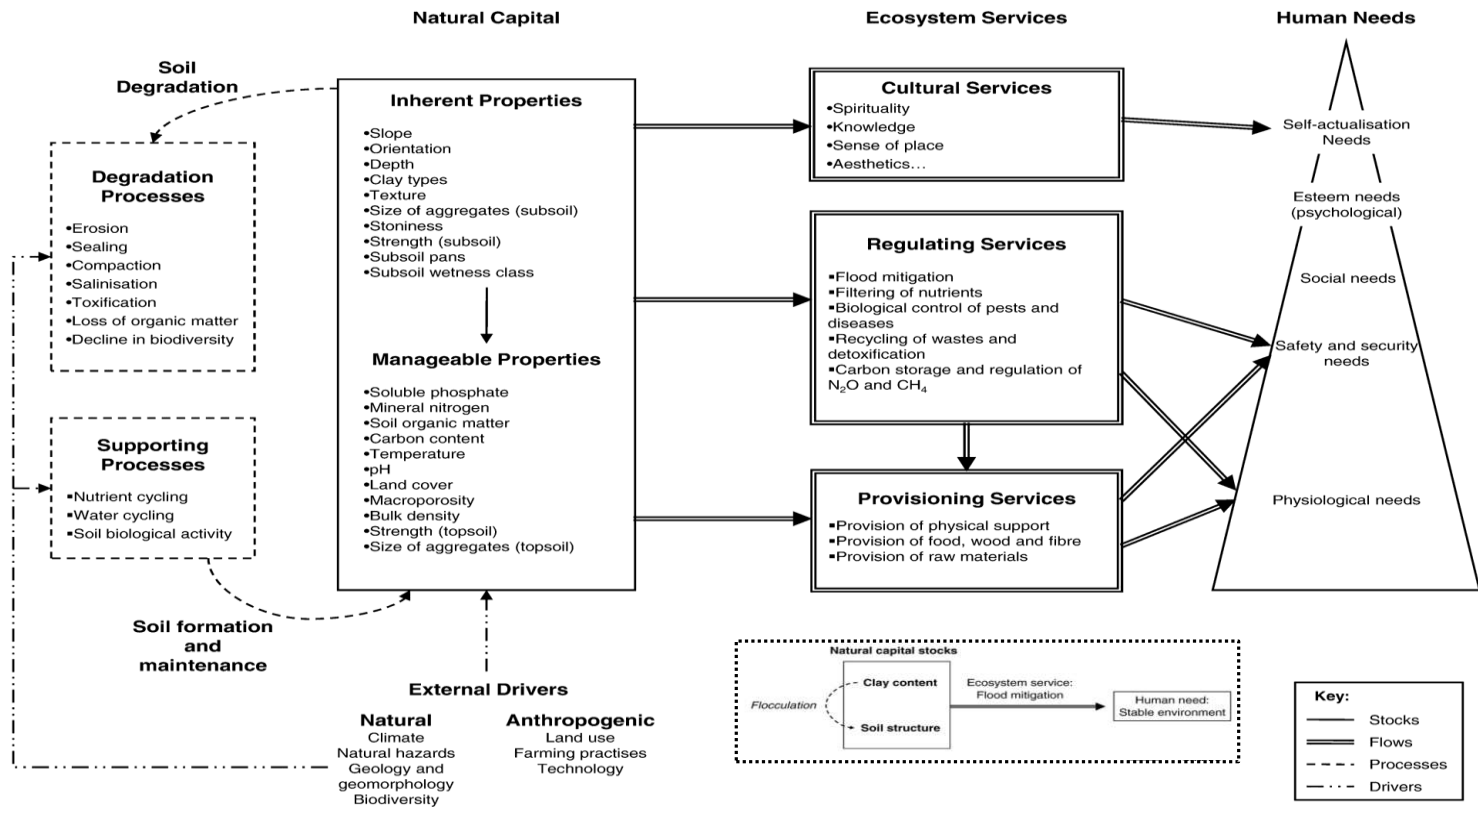 Natural Capital
Ecosystem Services
Human Needs
Soil
Degradation
Degradation
Processes
•Erosion
•Sealing
•Compaction
•Salinisation
•Toxification
•Loss of organic matter
•Decline in biodiversity
Supporting
Processes
▪Nutrient cycling
▪Water cycling
▪Soil biological activity
Soil formation
and
maintenance
Inherent Properties
•Slope
•Orientation
•Depth
•Clay types
•Texture
•Size of aggregates (subsoil)
•Stoniness
•Strength (subsoil)
•Subsoil pans
•Subsoil wetness class
Manageable Properties
•Soluble phosphate
•Mineral nitrogen
•Soil organic matter
•Carbon content
•Temperature
•pH
•Land cover
•Macroporosity
•Bulk density
•Strength (topsoil)
•Size of aggregates (topsoil)
External Drivers
Natural
Climate
Natural hazards
Geology and
geomorphology
Biodiversity
Anthropogenic
Land use
Farming practises
Technology
Cultural Services
•Spirituality
•Knowledge
•Sense of place
•Aesthetics…
Regulating Services
▪Flood mitigation
▪Filtering of nutrients
▪Biological control of pests and
diseases
▪Recycling of wastes and
detoxification
▪Carbon storage and regulation of
N₂O and CH₄
Provisioning Services
▪Provision of physical support
▪Provision of food, wood and fibre
▪Provision of raw materials
Self-actualisation
Needs
Esteem needs
(psychological)
Social needs
Safety and security
needs
Physiological needs
Natural capital stocks
Clay content
Flocculation
Soil structure
Ecosystem service:
Flood mitigation
Human need:
Stable environment
Key:
Stocks
Flows
Processes
Drivers